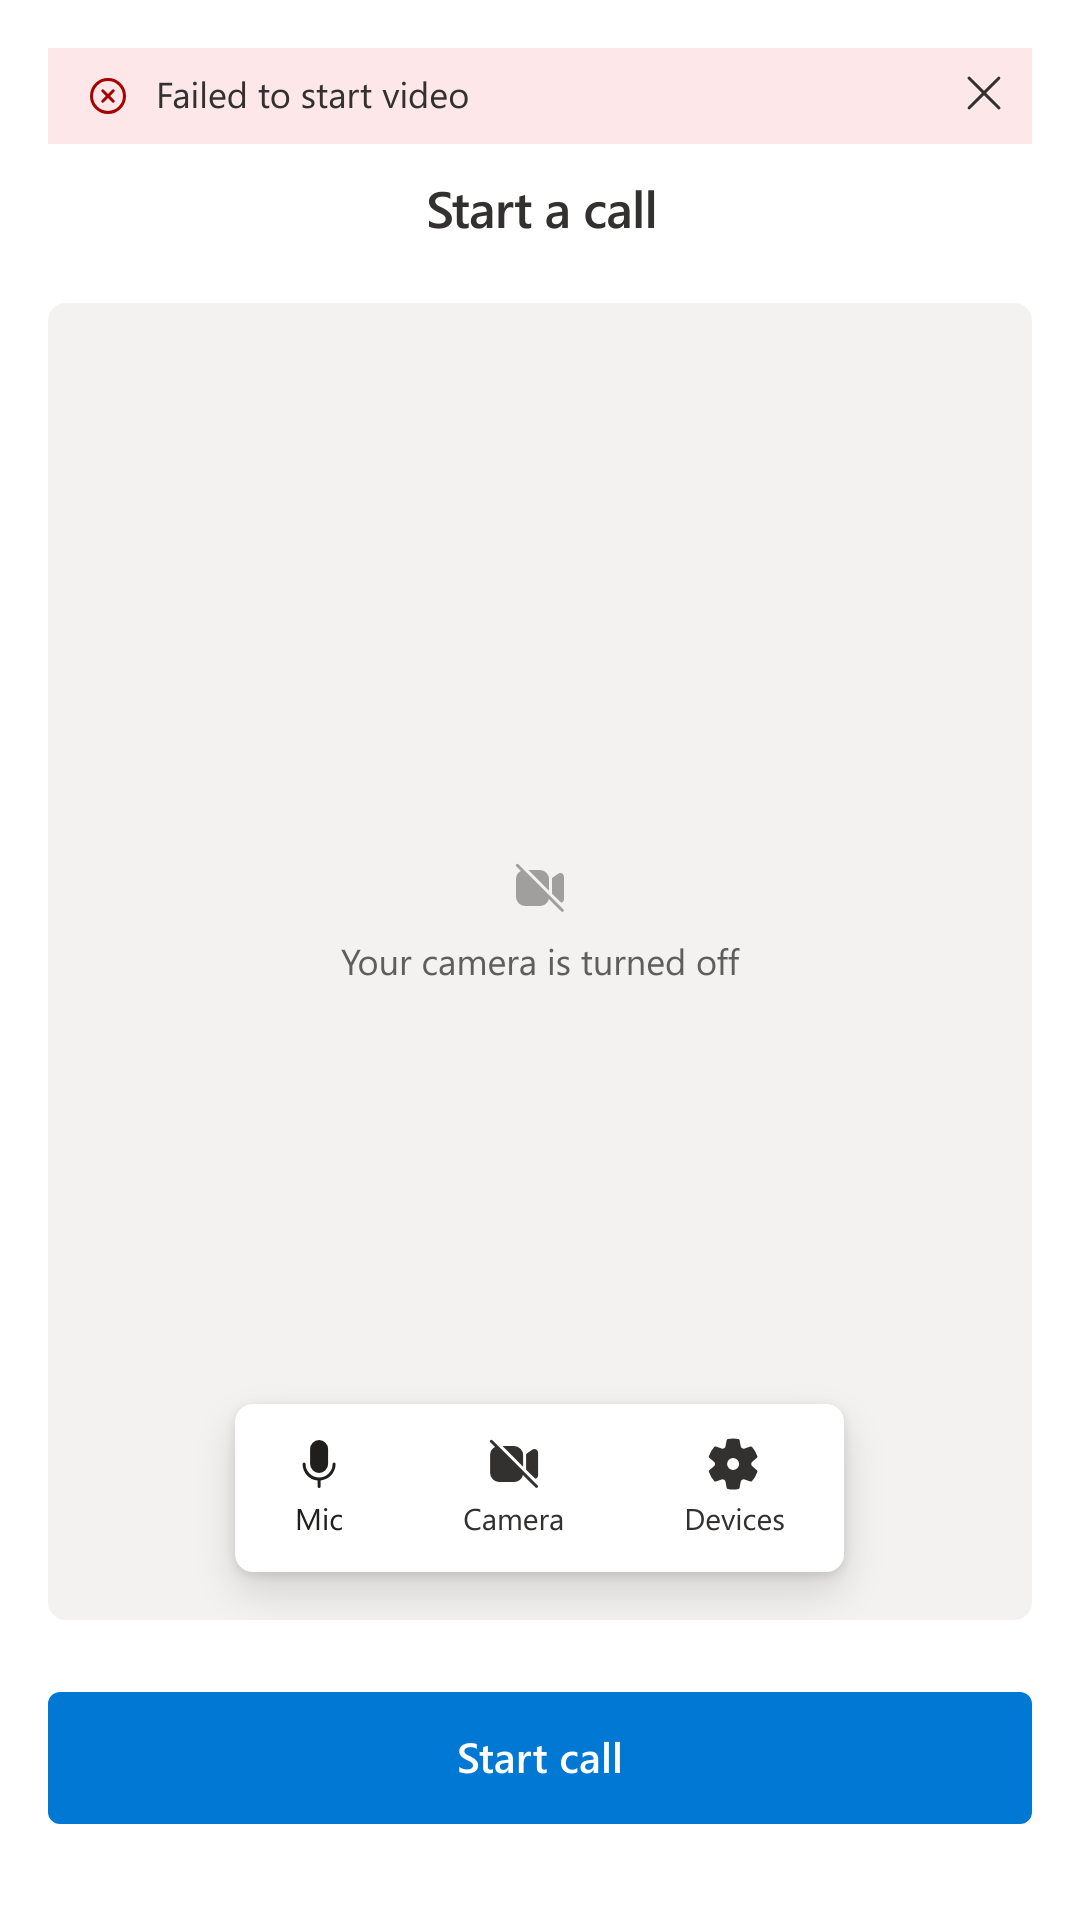 Failed to start video
Start a call
Your camera is turned off
Mic
Camera
Devices
Start call